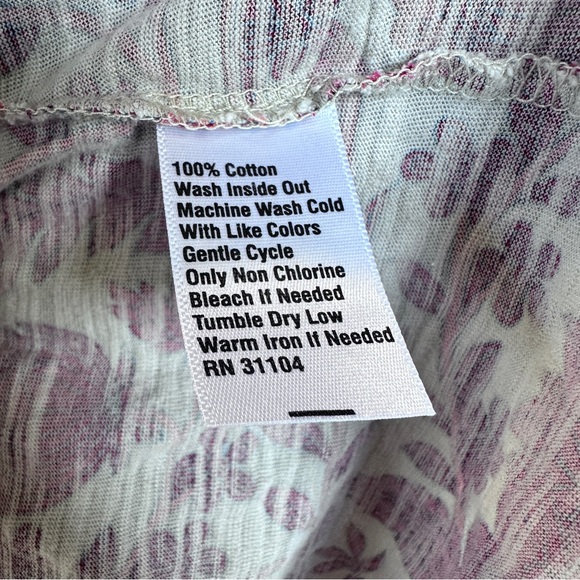 100% Cotton
Wash Inside Out
Machine Wash Cold
With Like Colors
Gentle Cycle
Only Non Chlorine
Bleach If Needed
Tumble Dry Low
Warm Iron If Needed
RN 31104